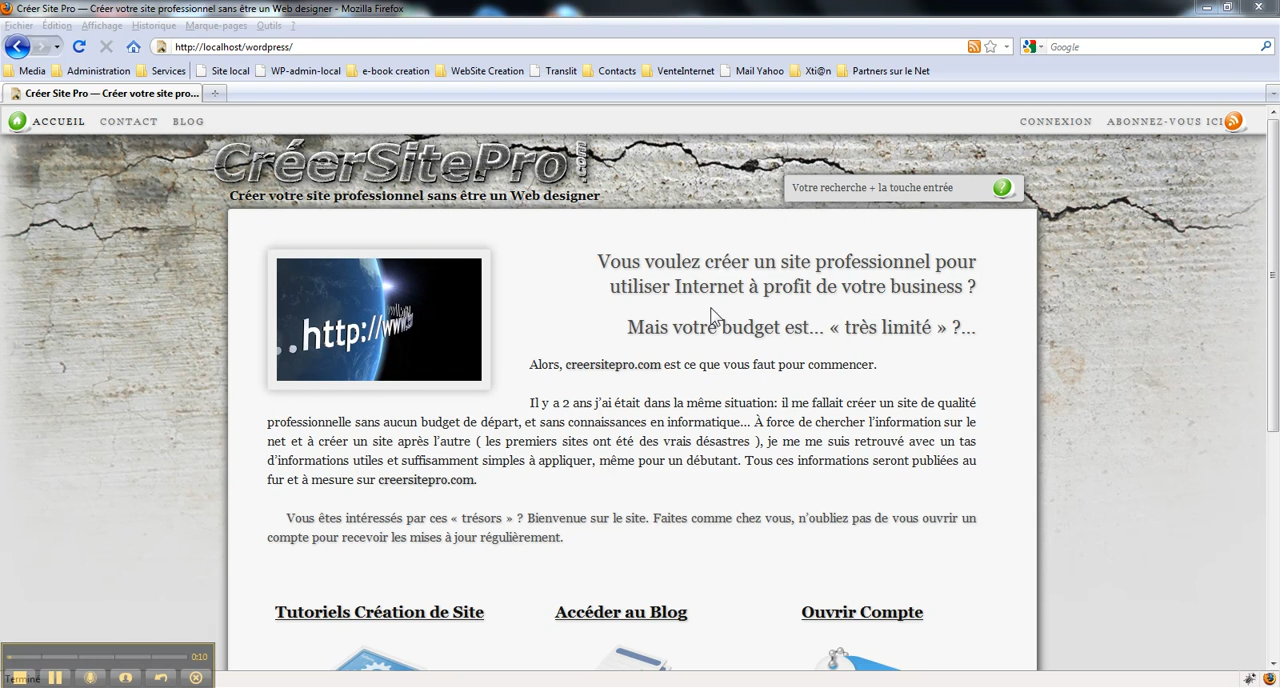 Créer Site Pro — Créer votre site professionnel sans être un Web designer - Mozilla Firefox
Fichier Édition Affichage Historique Marque-pages Outils ?
http://localhost/wordpress/
Google
Media Administration Services Site local WP-admin-local e-book creation WebSite Creation Translit Contacts VenteInternet Mail Yahoo Xti@n Partners sur le Net
Créer Site Pro — Créer votre site pro...
ACCUEIL CONTACT BLOG CONNEXION ABONNEZ-VOUS ICI
CréerSitePro.com
Créer votre site professionnel sans être un Web designer
Votre recherche + la touche entrée
http://www.
Vous voulez créer un site professionnel pour
utiliser Internet à profit de votre business ?
Mais votre budget est... « très limité » ?...
Alors, creersitepro.com est ce que vous faut pour commencer.
Il y a 2 ans j’ai était dans la même situation: il me fallait créer un site de qualité
professionnelle sans aucun budget de départ, et sans connaissances en informatique... À force de chercher l’information sur le
net et à créer un site après l’autre ( les premiers sites ont été des vrais désastres ), je me me suis retrouvé avec un tas
d’informations utiles et suffisamment simples à appliquer, même pour un débutant. Tous ces informations seront publiées au
fur et à mesure sur creersitepro.com.
Vous êtes intéressés par ces « trésors » ? Bienvenue sur le site. Faites comme chez vous, n’oubliez pas de vous ouvrir un
compte pour recevoir les mises à jour régulièrement.
Tutoriels Création de Site Accéder au Blog Ouvrir Compte
0:10
Terminé